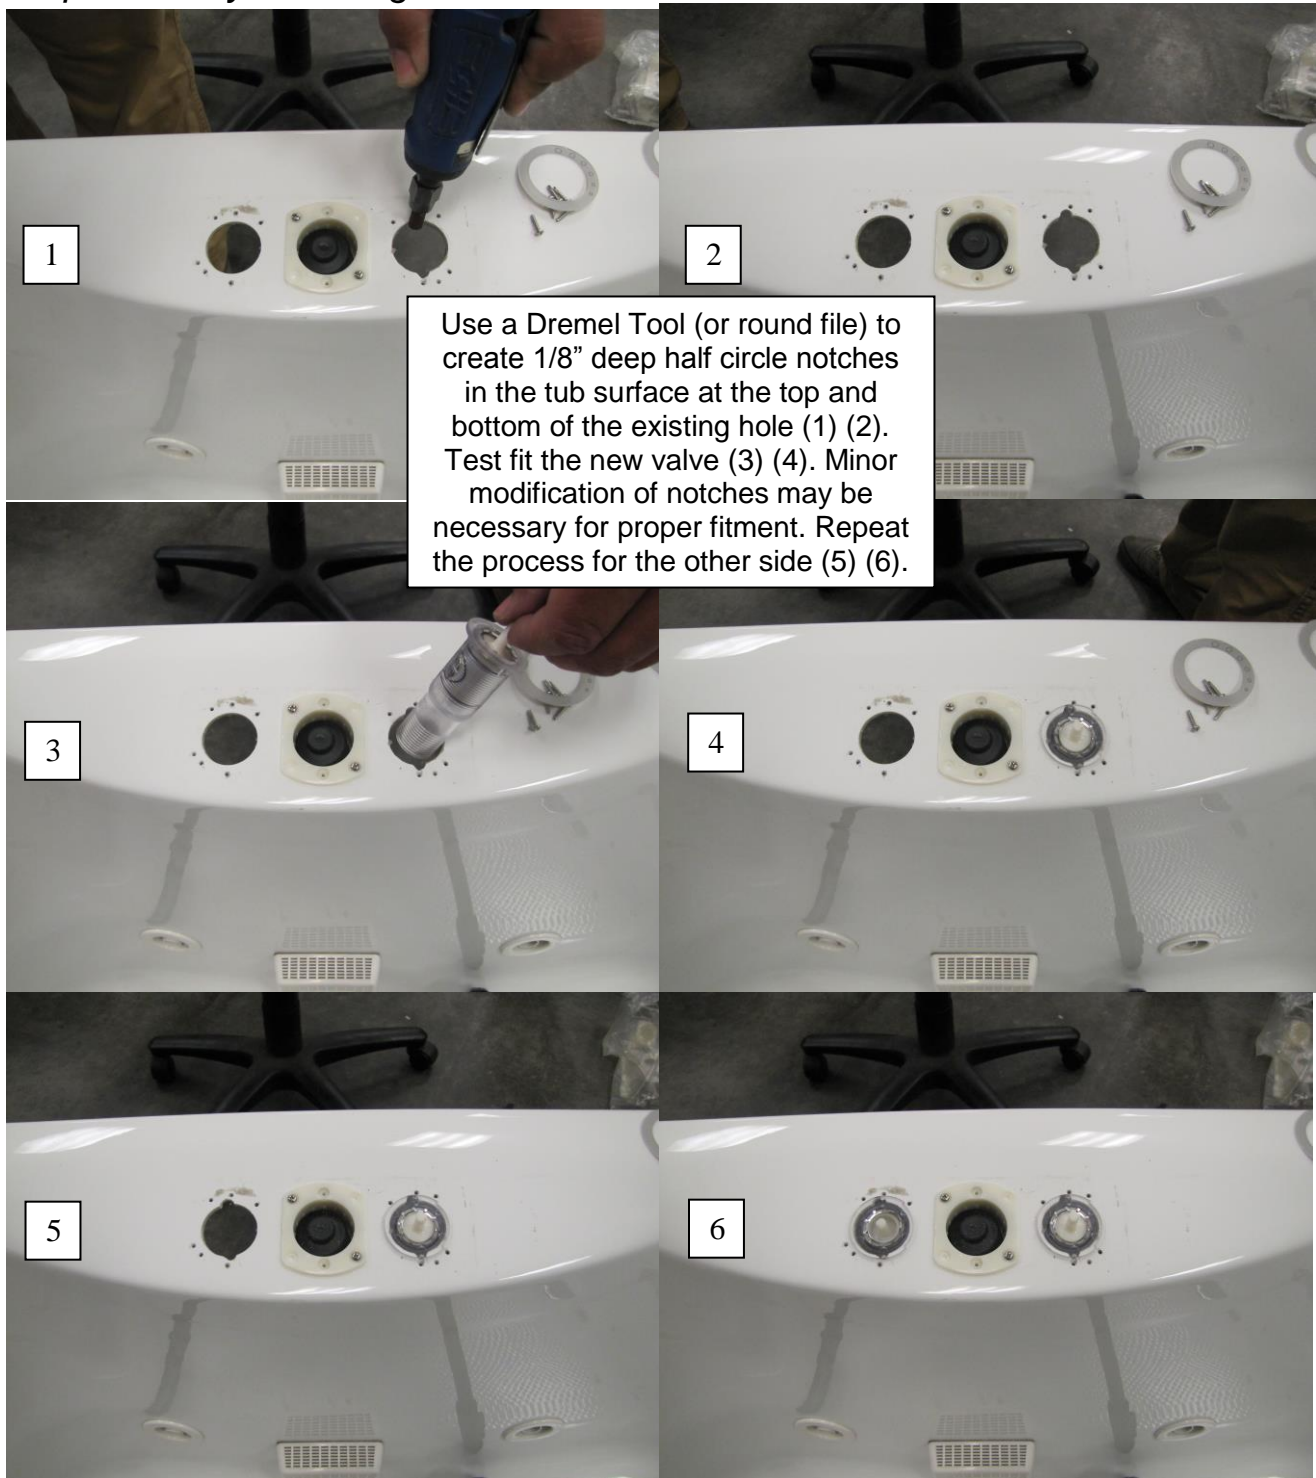 1
2
Use a Dremel Tool (or round file) to
create 1/8” deep half circle notches
in the tub surface at the top and
bottom of the existing hole (1) (2).
Test fit the new valve (3) (4). Minor
modification of notches may be
necessary for proper fitment. Repeat
the process for the other side (5) (6).
3
4
5
6